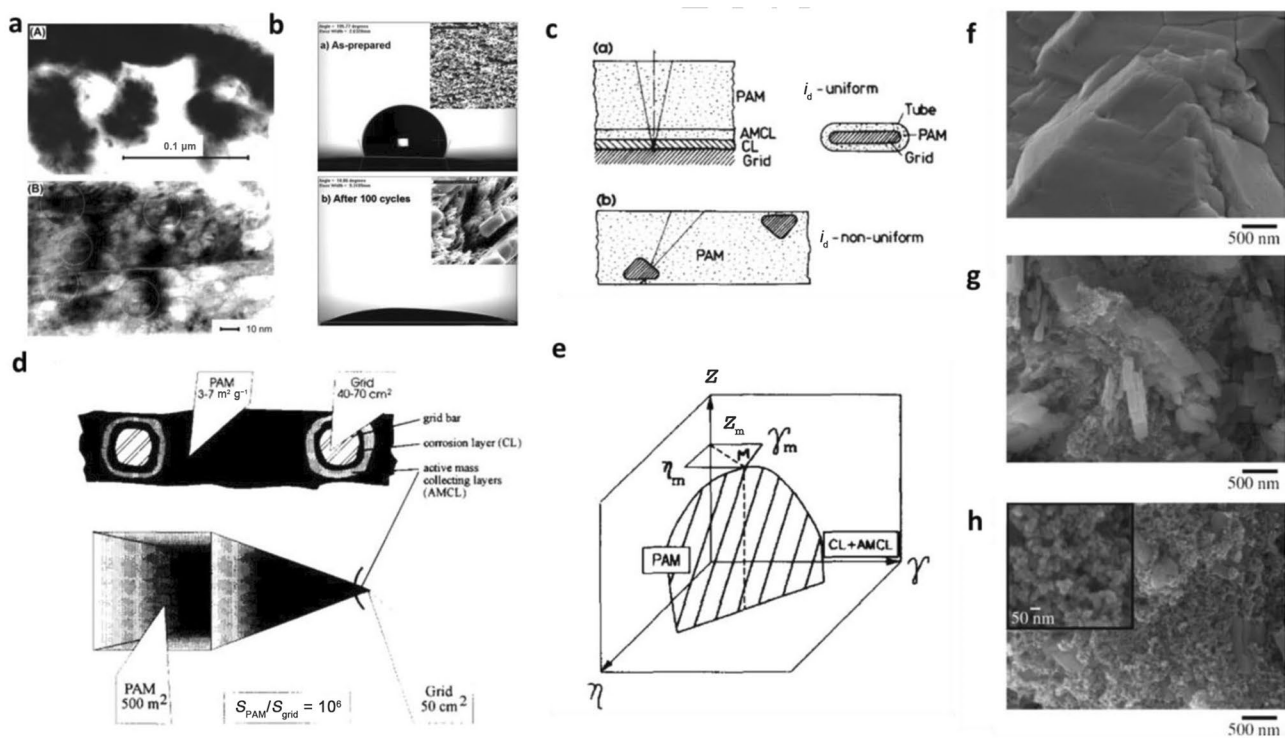 a
(A)
0.1 μm
(B)
10 nm
b
a) As-prepared
b) After 100 cycles
c
(a)
PAM
AMCL
CL
Grid
i_d - uniform
Tube
PAM
Grid
(b)
PAM
i_d - non-uniform
d
PAM
3-7 m² g⁻¹
Grid
40-70 cm²
grid bar
corrosion layer (CL)
active mass
collecting layers
(AMCL)
PAM
500 m²
S_PAM/S_grid = 10⁶
Grid
50 cm²
e
Z
Z_m
γ_m
M
η_m
PAM
CL+AMCL
γ
η
f
500 nm
g
500 nm
h
50 nm
500 nm